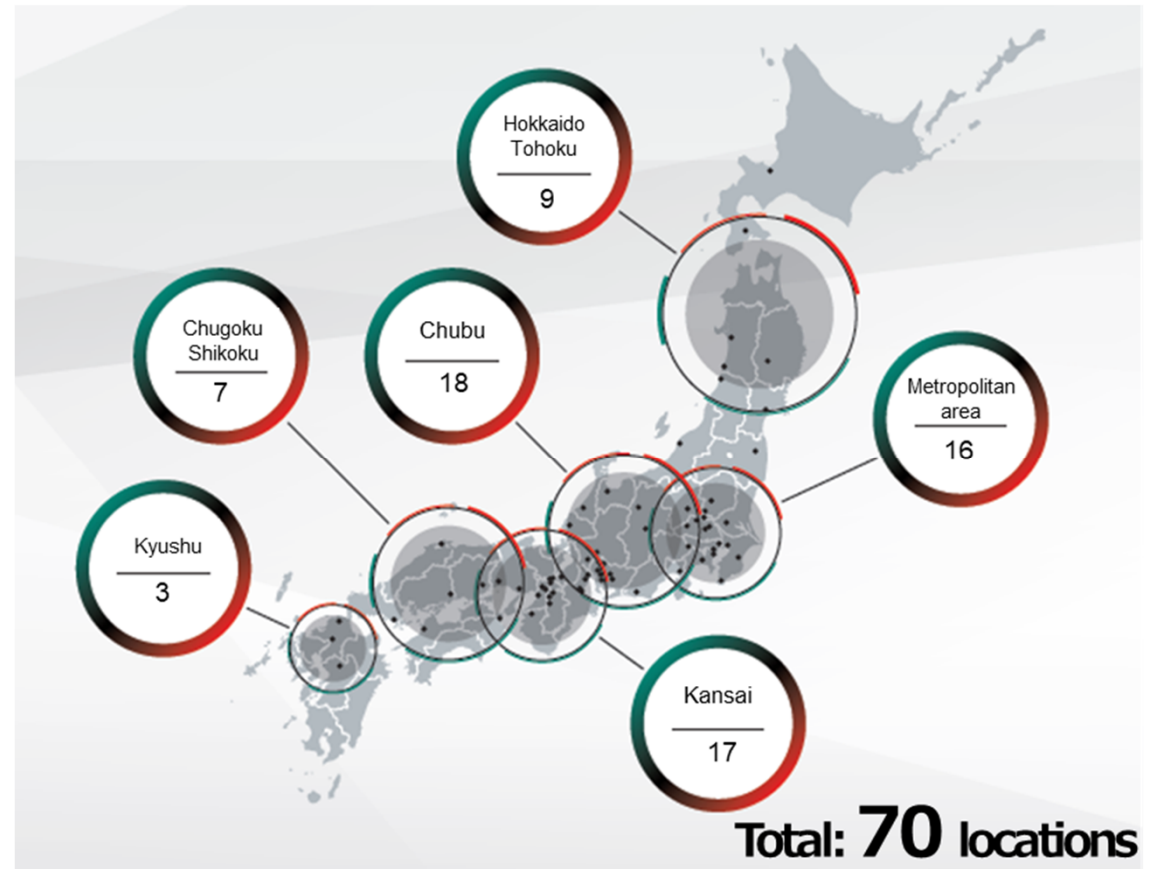 Hokkaido
Tohoku
9
Chugoku
Shikoku
7
Chubu
18
Metropolitan
area
16
Kyushu
3
Kansai
17
Total: 70 locations